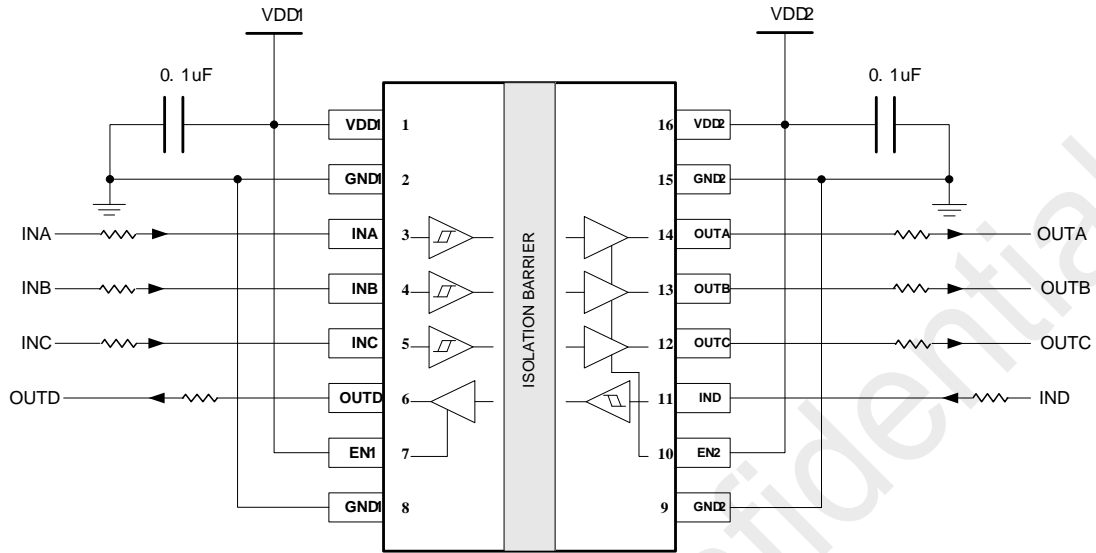 VDD1
VDD2
0. 1uF
0. 1uF
VDD1 1
16 VDD2
GND1 2
15 GND2
INA
INA 3
14 OUTA
OUTA
INB
INB 4
13 OUTB
OUTB
INC
INC 5
12 OUTC
OUTC
OUTD
OUTD 6
11 IND
IND
EN1 7
10 EN2
GND1 8
9 GND2
ISOLATION BARRIER
fidential